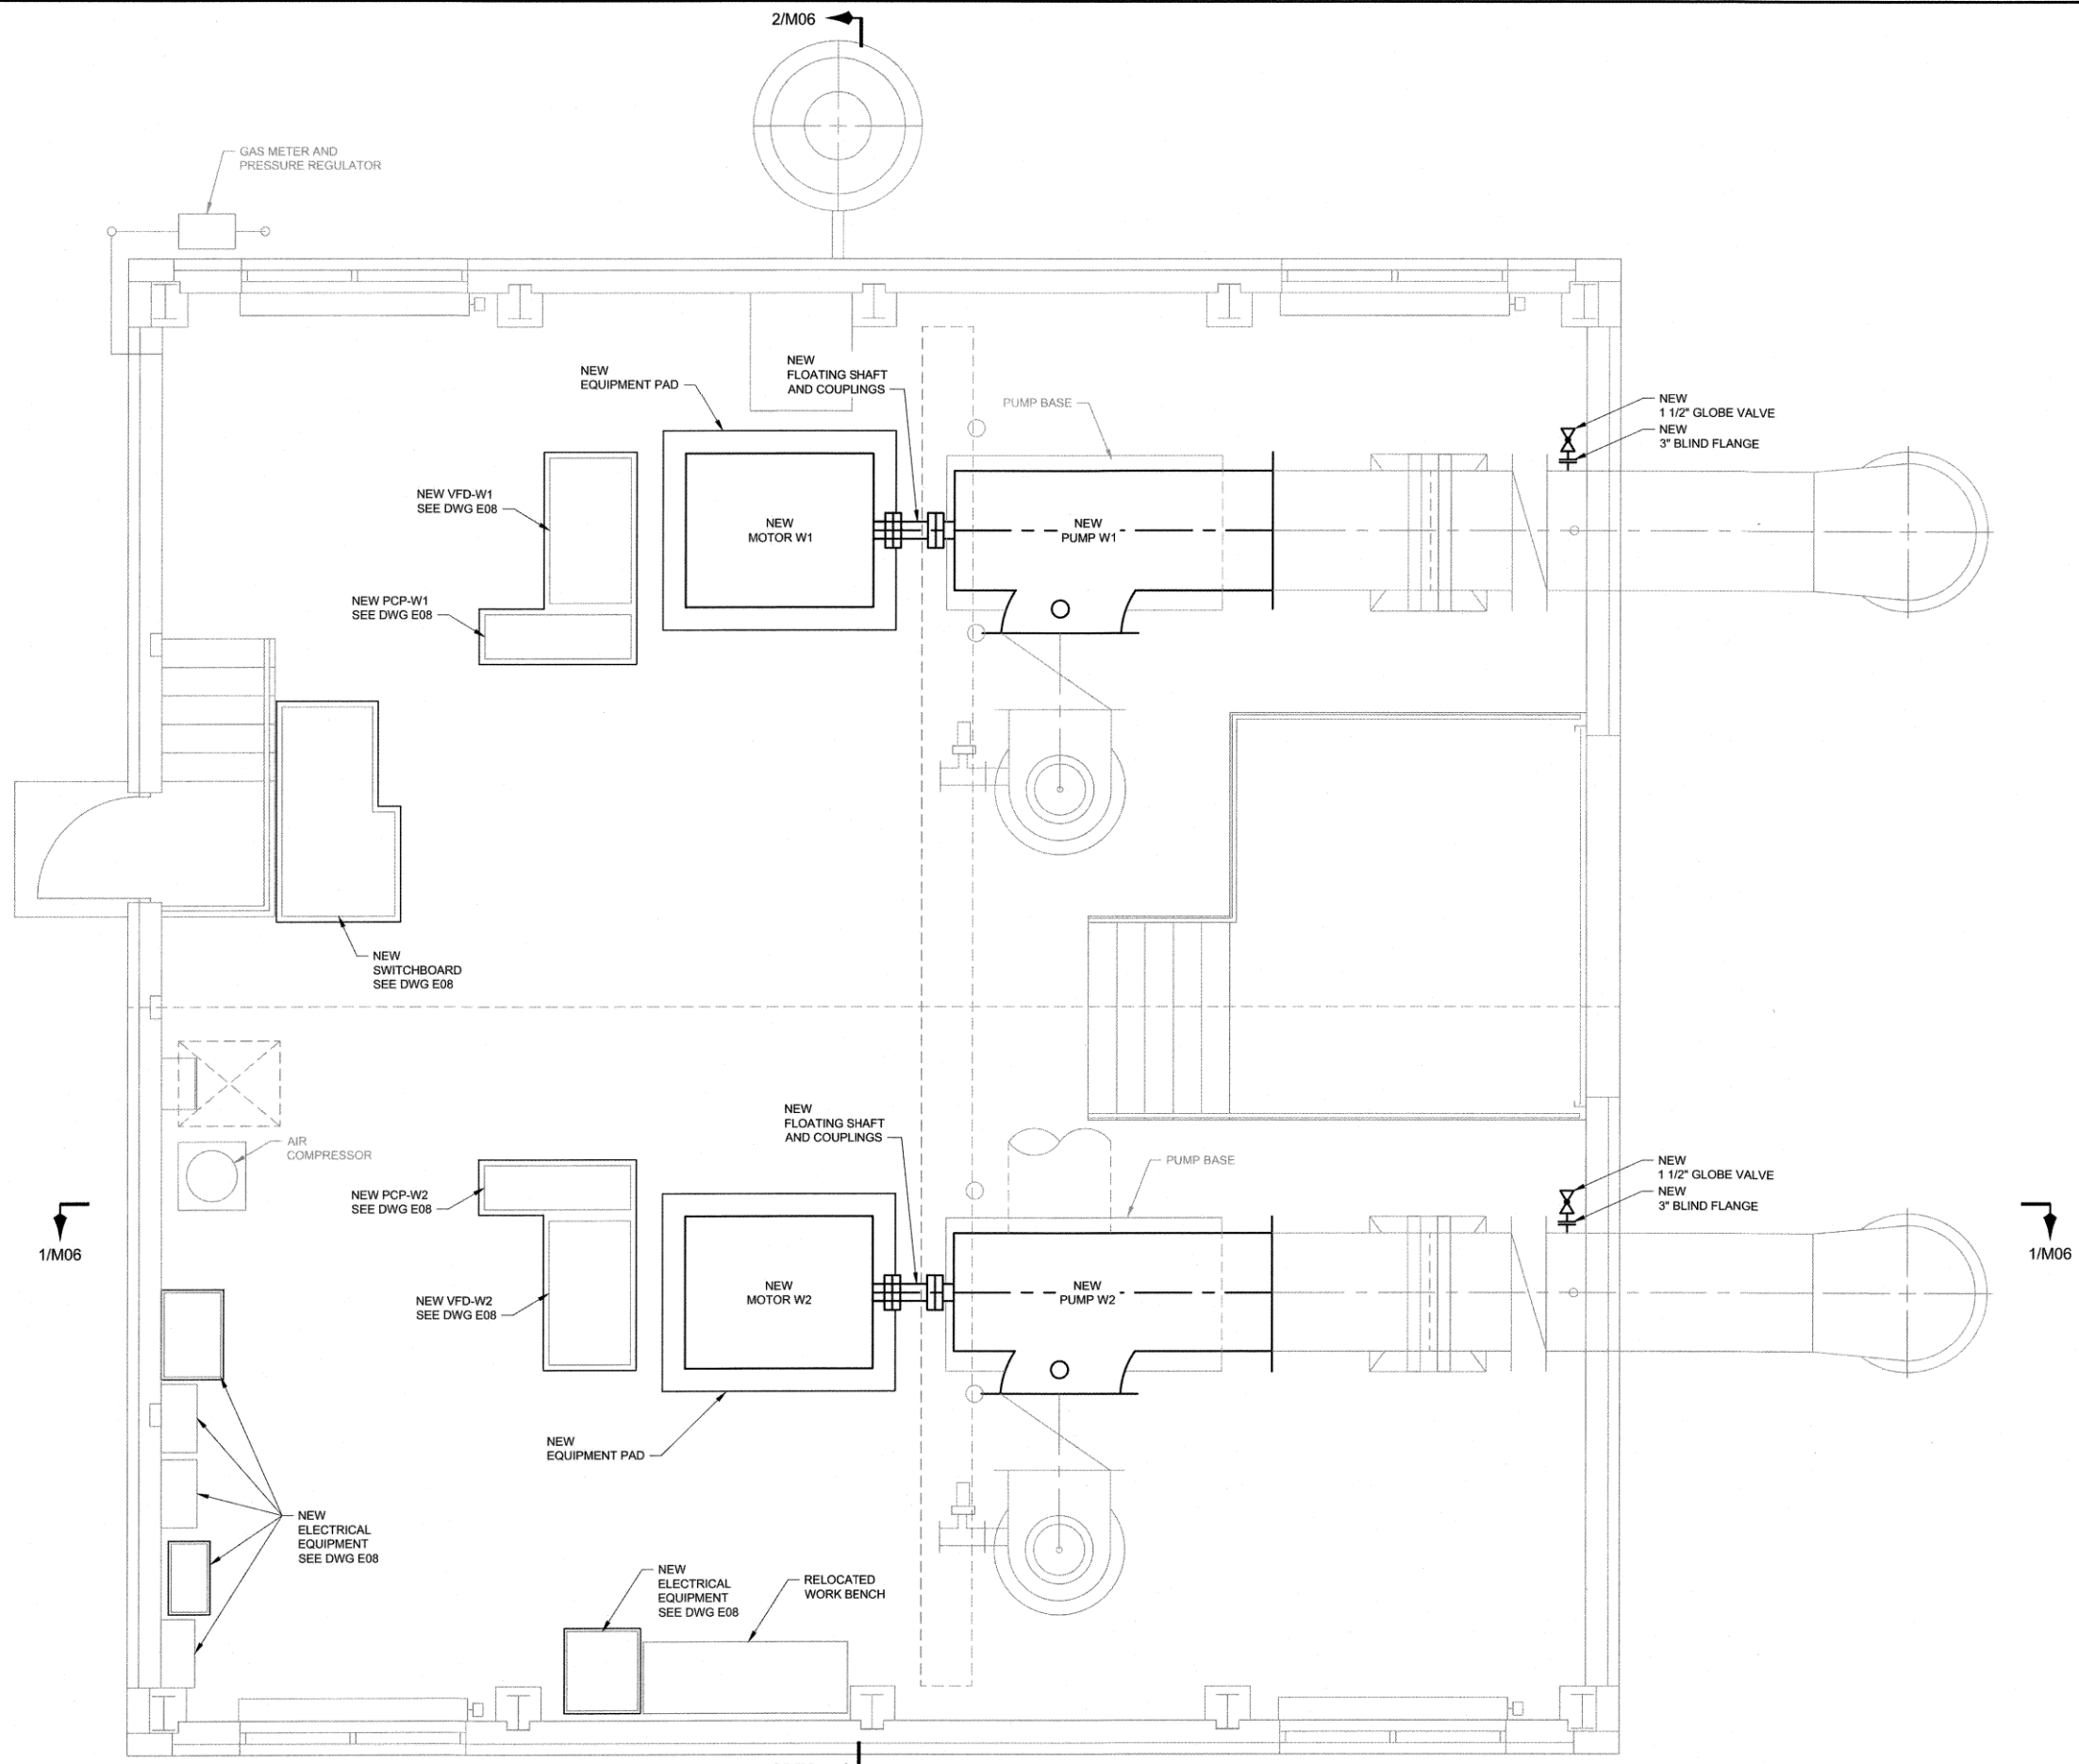 2/M06
GAS METER AND
PRESSURE REGULATOR
NEW
EQUIPMENT PAD
NEW
FLOATING SHAFT
AND COUPLINGS
PUMP BASE
NEW
1 1/2" GLOBE VALVE
NEW
3" BLIND FLANGE
NEW VFD-W1
SEE DWG E08
NEW
MOTOR W1
NEW
PUMP W1
NEW PCP-W1
SEE DWG E08
NEW
SWITCHBOARD
SEE DWG E08
NEW
FLOATING SHAFT
AND COUPLINGS
AIR
COMPRESSOR
PUMP BASE
NEW
1 1/2" GLOBE VALVE
NEW
3" BLIND FLANGE
NEW PCP-W2
SEE DWG E08
1/M06
1/M06
NEW VFD-W2
SEE DWG E08
NEW
MOTOR W2
NEW
PUMP W2
NEW
EQUIPMENT PAD
NEW
ELECTRICAL
EQUIPMENT
SEE DWG E08
NEW
ELECTRICAL
EQUIPMENT
SEE DWG E08
RELOCATED
WORK BENCH